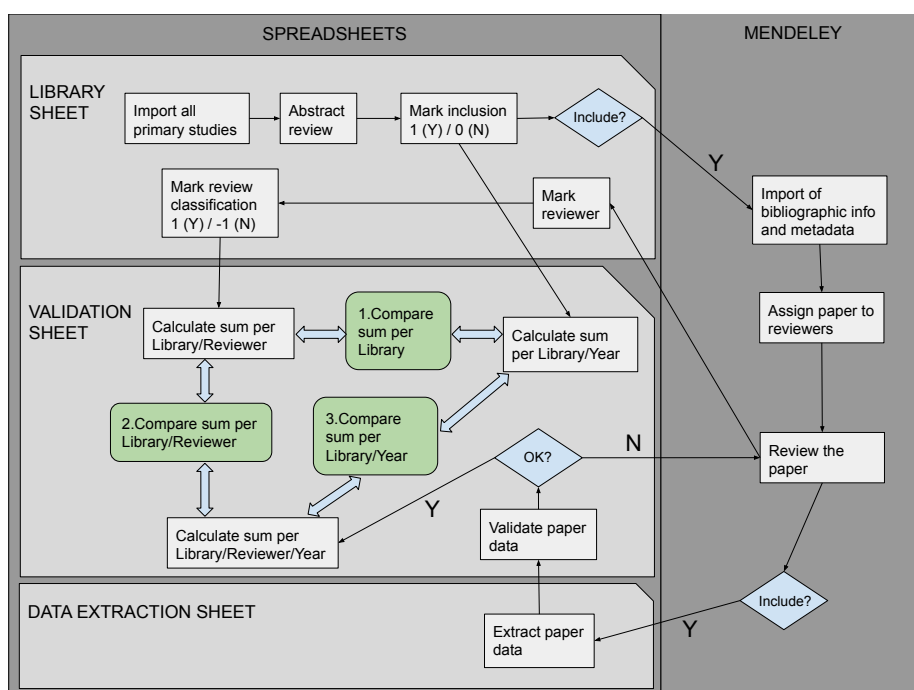 SPREADSHEETS
MENDELEY
LIBRARY
SHEET
Import all
primary studies
Abstract
review
Mark inclusion
1 (Y) / 0 (N)
Include?
Y
Mark review
classification
1 (Y) / -1 (N)
Mark
reviewer
Import of
bibliographic info
and metadata
VALIDATION
SHEET
Calculate sum per
Library/Reviewer
1.Compare
sum per
Library
Calculate sum
per Library/Year
Assign paper to
reviewers
2.Compare sum per
Library/Reviewer
3.Compare
sum per
Library/Year
OK?
N
Review the
paper
Y
Calculate sum per
Library/Reviewer/Year
Validate paper
data
DATA EXTRACTION SHEET
Extract paper
data
Y
Include?